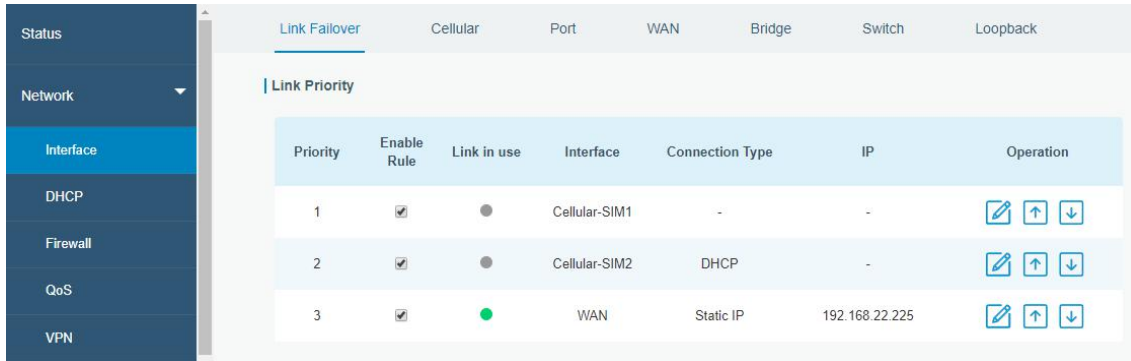 Status
Network
Interface
DHCP
Firewall
QoS
VPN
Link Failover Cellular Port WAN Bridge Switch Loopback
Link Priority
Priority Enable Rule Link in use Interface Connection Type IP Operation
1 Cellular-SIM1 - -
2 Cellular-SIM2 DHCP -
3 WAN Static IP 192.168.22.225